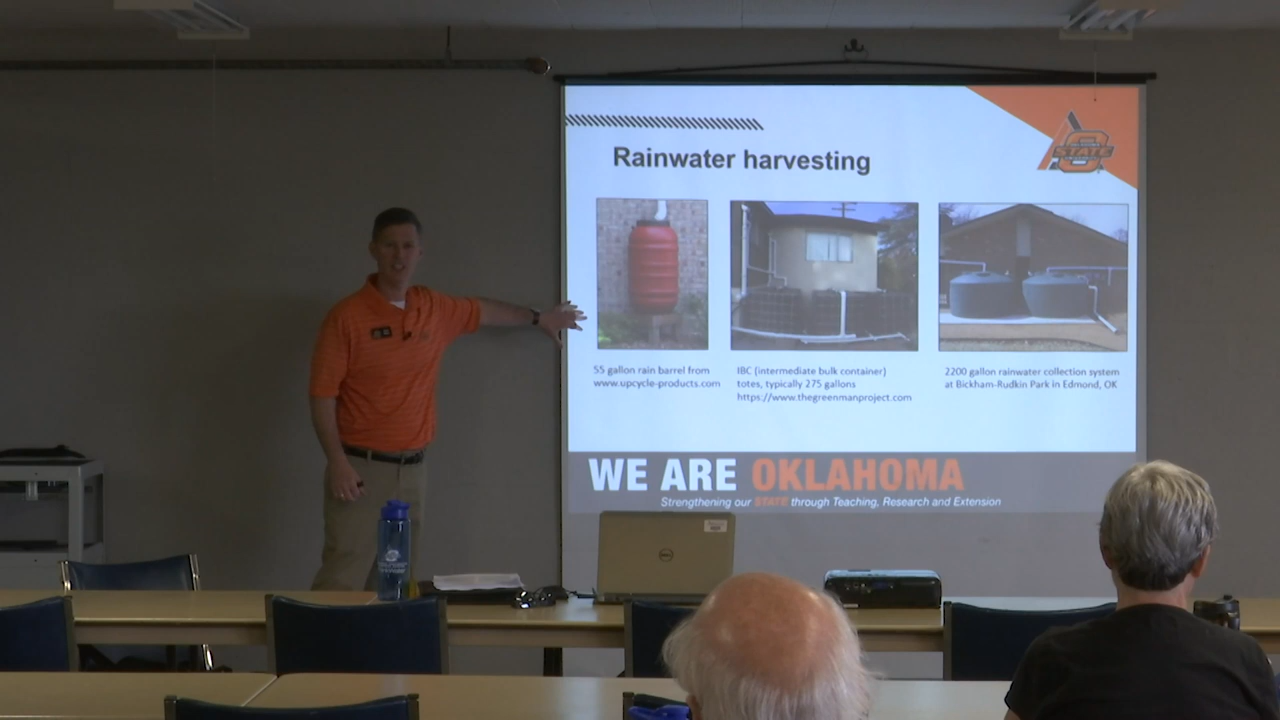 Rainwater harvesting
STATE
55 gallon rain barrel from
www.upcycle-products.com
IBC (intermediate bulk container)
totes, typically 275 gallons
https://www.thegreenmanproject.com
2200 gallon rainwater collection system
at Bickham-Rudkin Park in Edmond, OK
WE ARE OKLAHOMA
Strengthening our STATE through Teaching, Research and Extension
DELL